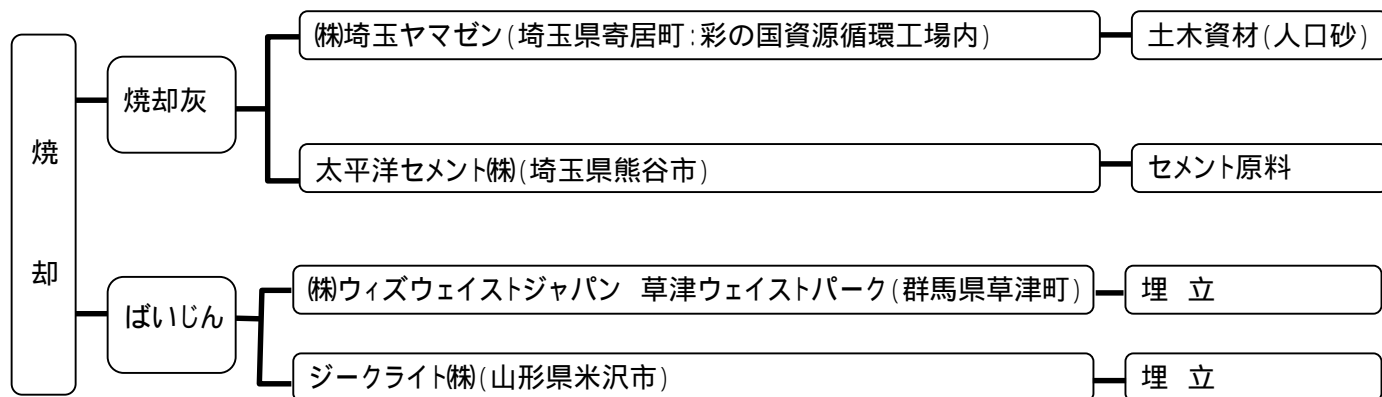 焼却
焼却灰
㈱埼玉ヤマゼン(埼玉県寄居町:彩の国資源循環工場内)
土木資材(人口砂)
太平洋セメント㈱(埼玉県熊谷市)
セメント原料
ばいじん
㈱ウィズウェイストジャパン 草津ウェイストパーク(群馬県草津町)
埋 立
ジークライト㈱(山形県米沢市)
埋 立